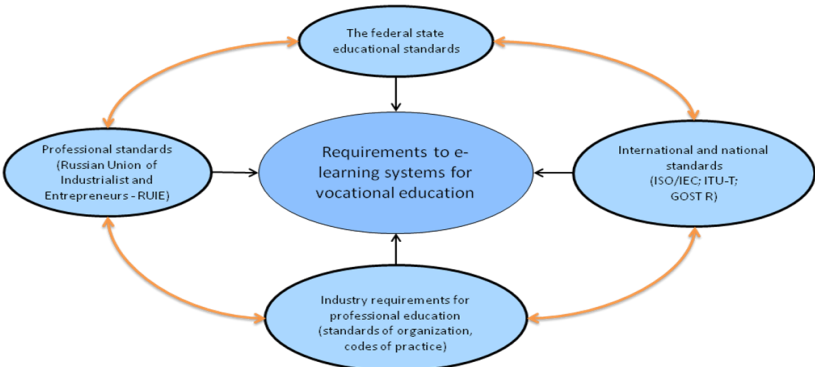 The federal state
educational standards
Professional standards
(Russian Union of
Industrialist and
Entrepreneurs - RUIE)
Requirements to e-
learning systems for
vocational education
International and national
standards
(ISO/IEC; ITU-T;
GOST R)
Industry requirements for
professional education
(standards of organization,
codes of practice)